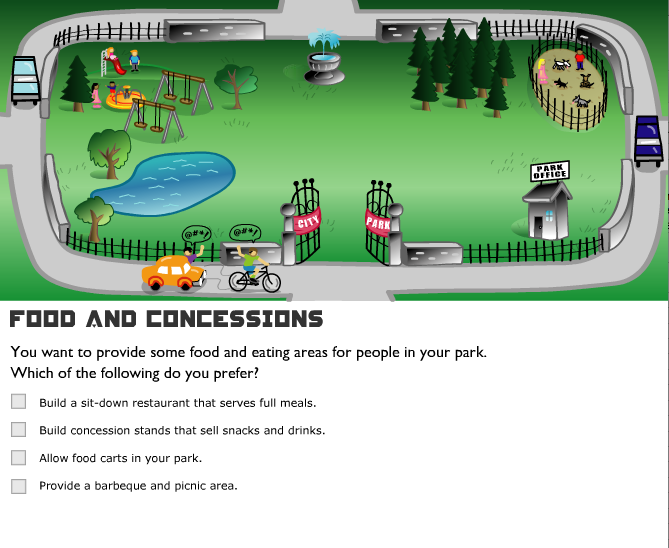 PARK
OFFICE
CITY
PARK
@#*!
@#*!
FOOD AND CONCESSIONS
You want to provide some food and eating areas for people in your park.
Which of the following do you prefer?
Build a sit-down restaurant that serves full meals.
Build concession stands that sell snacks and drinks.
Allow food carts in your park.
Provide a barbeque and picnic area.